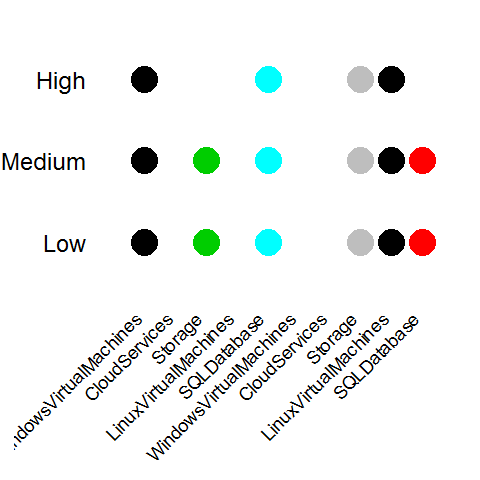 High
Medium
Low
ndowsVirtualMachines
CloudServices
Storage
LinuxVirtualMachines
SQLDatabase
WindowsVirtualMachines
CloudServices
Storage
LinuxVirtualMachines
SQLDatabase